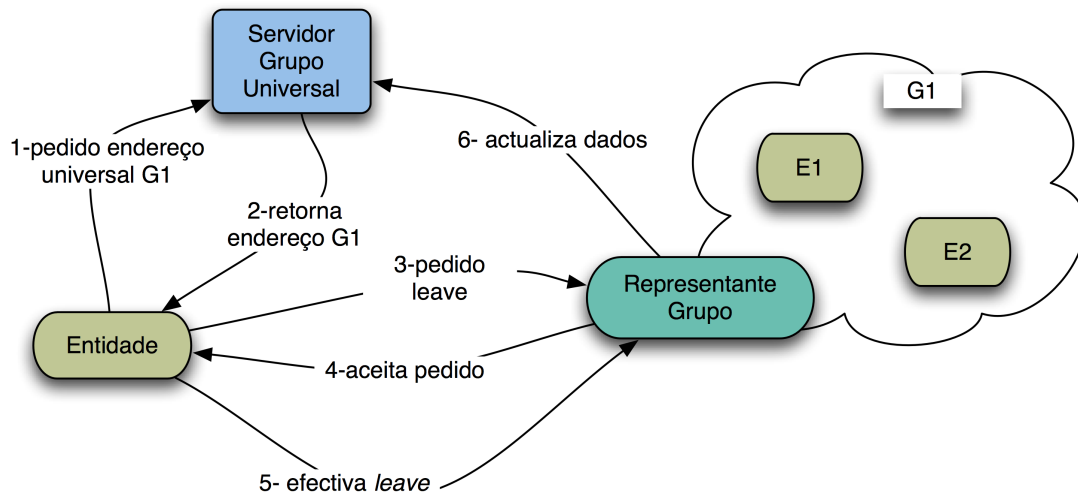 Servidor
Grupo
Universal
G1
1-pedido endereço
universal G1
6- actualiza dados
E1
2-retorna
endereço G1
E2
3-pedido
leave
Representante
Grupo
Entidade
4-aceita pedido
5- efectiva leave